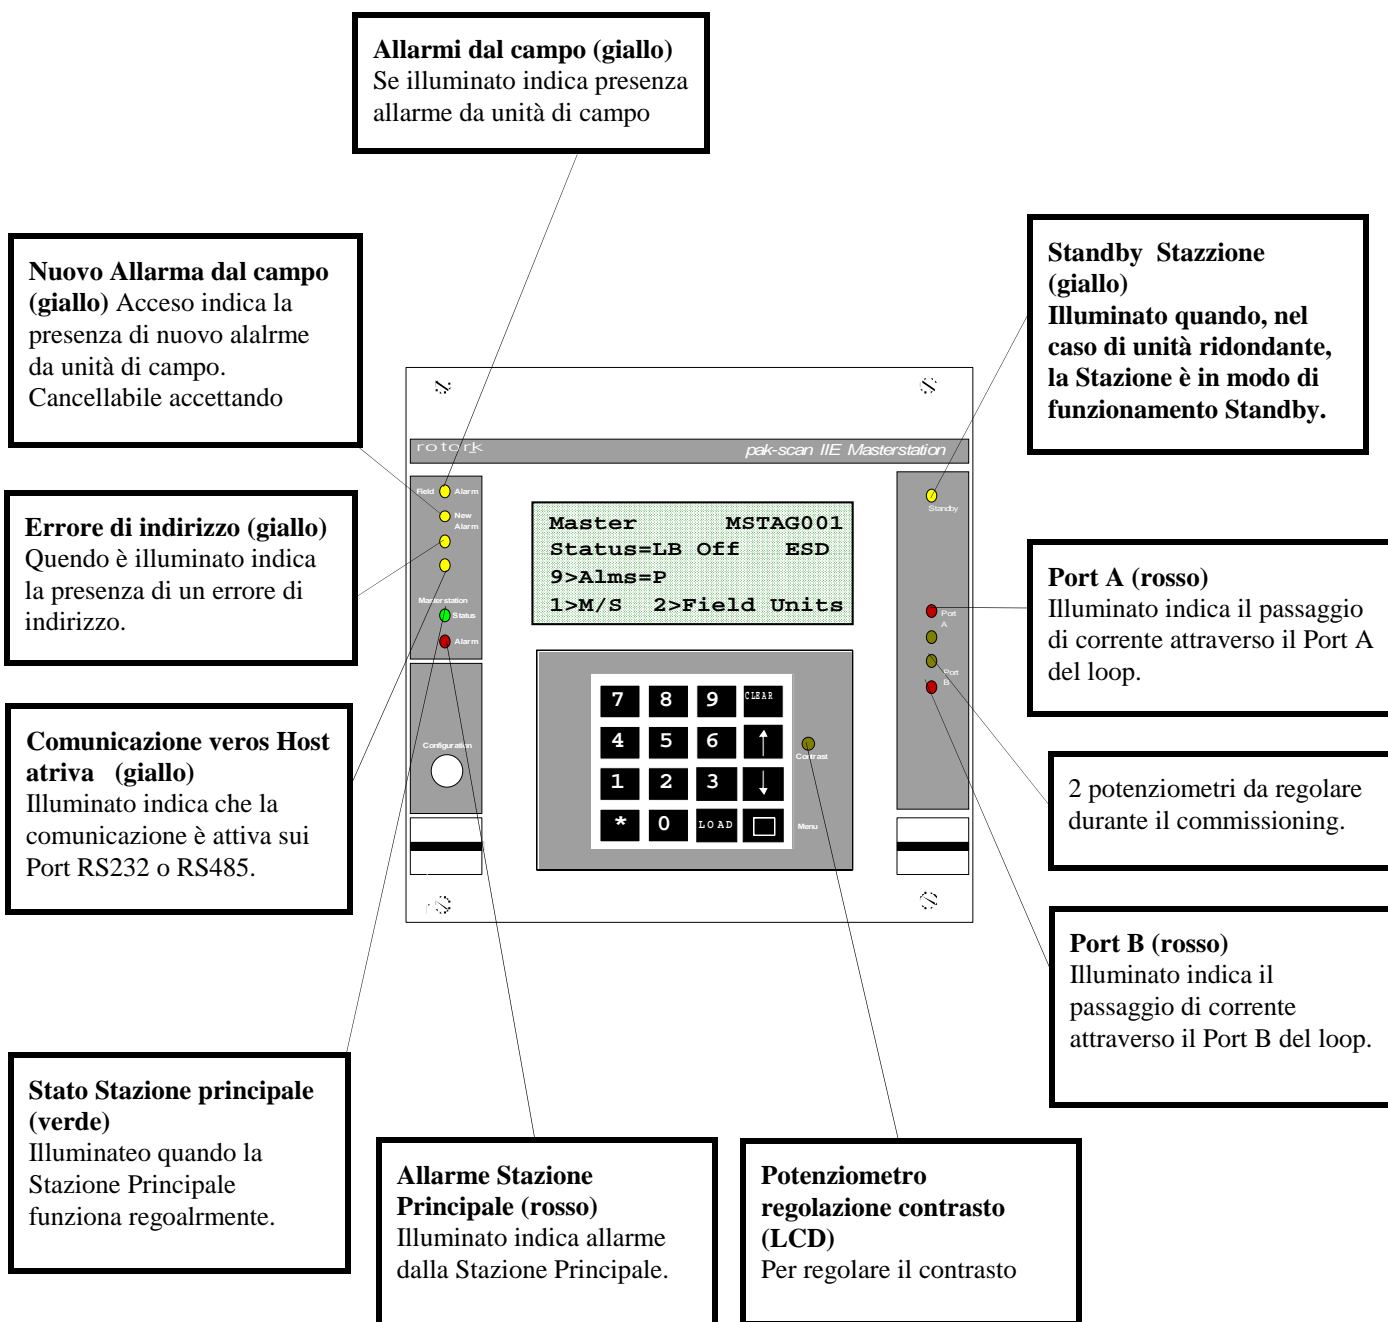 Allarmi dal campo (giallo)
Se illuminato indica presenza
allarme da unità di campo
Nuovo Allarma dal campo
(giallo) Acceso indica la
presenza di nuovo alalrme
da unità di campo.
Cancellabile accettando
Standby Stazzione
(giallo)
Illuminato quando, nel
caso di unità ridondante,
la Stazione è in modo di
funzionamento Standby.
Errore di indirizzo (giallo)
Quendo è illuminato indica
la presenza di un errore di
indirizzo.
Comunicazione veros Host
atriva (giallo)
Illuminato indica che la
comunicazione è attiva sui
Port RS232 o RS485.
Stato Stazione principale
(verde)
Illuminateo quando la
Stazione Principale
funziona regoalrmente.
rotork
pak-scan IIE Masterstation
Field Alarm
New
Alarm
Masterstation
Status
Alarm
Configuration
Master MSTAG001
Status=LB Off ESD
9>Alms=P
1>M/S 2>Field Units
7 8 9 CLEAR
4 5 6 ↑
1 2 3 ↓
* 0 LOAD
Contrast
Menu
Standby
Port
A
Port
B
Port A (rosso)
Illuminato indica il passaggio
di corrente attraverso il Port A
del loop.
2 potenziometri da regolare
durante il commissioning.
Port B (rosso)
Illuminato indica il
passaggio di corrente
attraverso il Port B del loop.
Allarme Stazione
Principale (rosso)
Illuminato indica allarme
dalla Stazione Principale.
Potenziometro
regolazione contrasto
(LCD)
Per regolare il contrasto